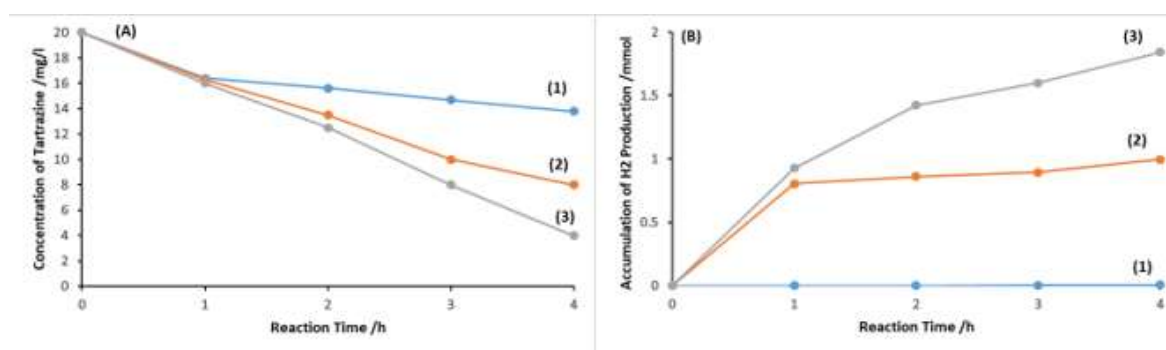 (A)
Concentration of Tartrazine /mg/l
20
18
16
14
12
10
8
6
4
2
0
(1)
(2)
(3)
0 1 2 3 4
Reaction Time /h
(B)
Accumulation of H2 Production /mmol
2
1.5
1
0.5
0
(3)
(2)
(1)
0 1 2 3 4
Reaction Time /h